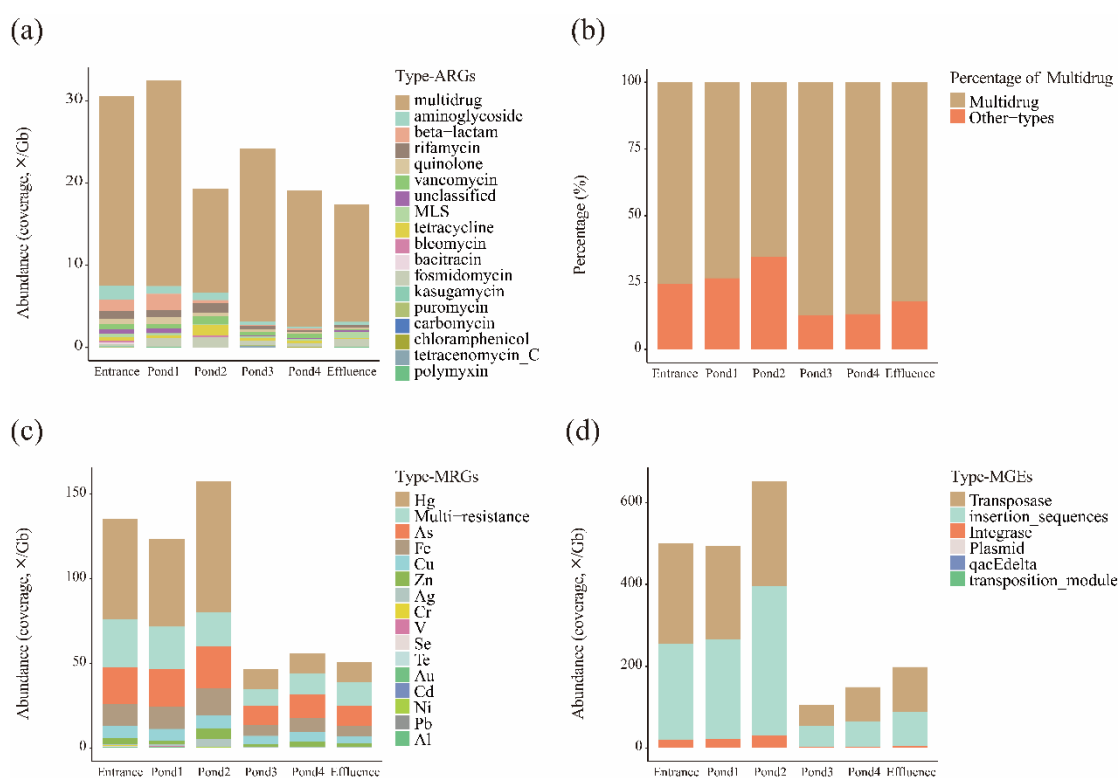 (a)
Abundance (coverage, ×/Gb)
30
20
10
0
Entrance Pond1 Pond2 Pond3 Pond4 Effluence
Type-ARGs
multidrug
aminoglycoside
beta-lactam
rifamycin
quinolone
vancomycin
unclassified
MLS
tetracycline
bleomycin
bacitracin
fosmidomycin
kasugamycin
puromycin
carbomycin
chloramphenicol
tetracenomycin_C
polymyxin
(b)
Percentage (%)
100
75
50
25
0
Entrance Pond1 Pond2 Pond3 Pond4 Effluence
Percentage of Multidrug
Multidrug
Other-types
(c)
Abundance (coverage, ×/Gb)
150
100
50
0
Entrance Pond1 Pond2 Pond3 Pond4 Effluence
Type-MRGs
Hg
Multi-resistance
As
Fe
Cu
Zn
Ag
Cr
V
Se
Te
Au
Cd
Ni
Pb
Al
(d)
Abundance (coverage, ×/Gb)
600
400
200
0
Entrance Pond1 Pond2 Pond3 Pond4 Effluence
Type-MGEs
Transposase
insertion_sequences
Integrase
Plasmid
qacEdelta
transposition_module